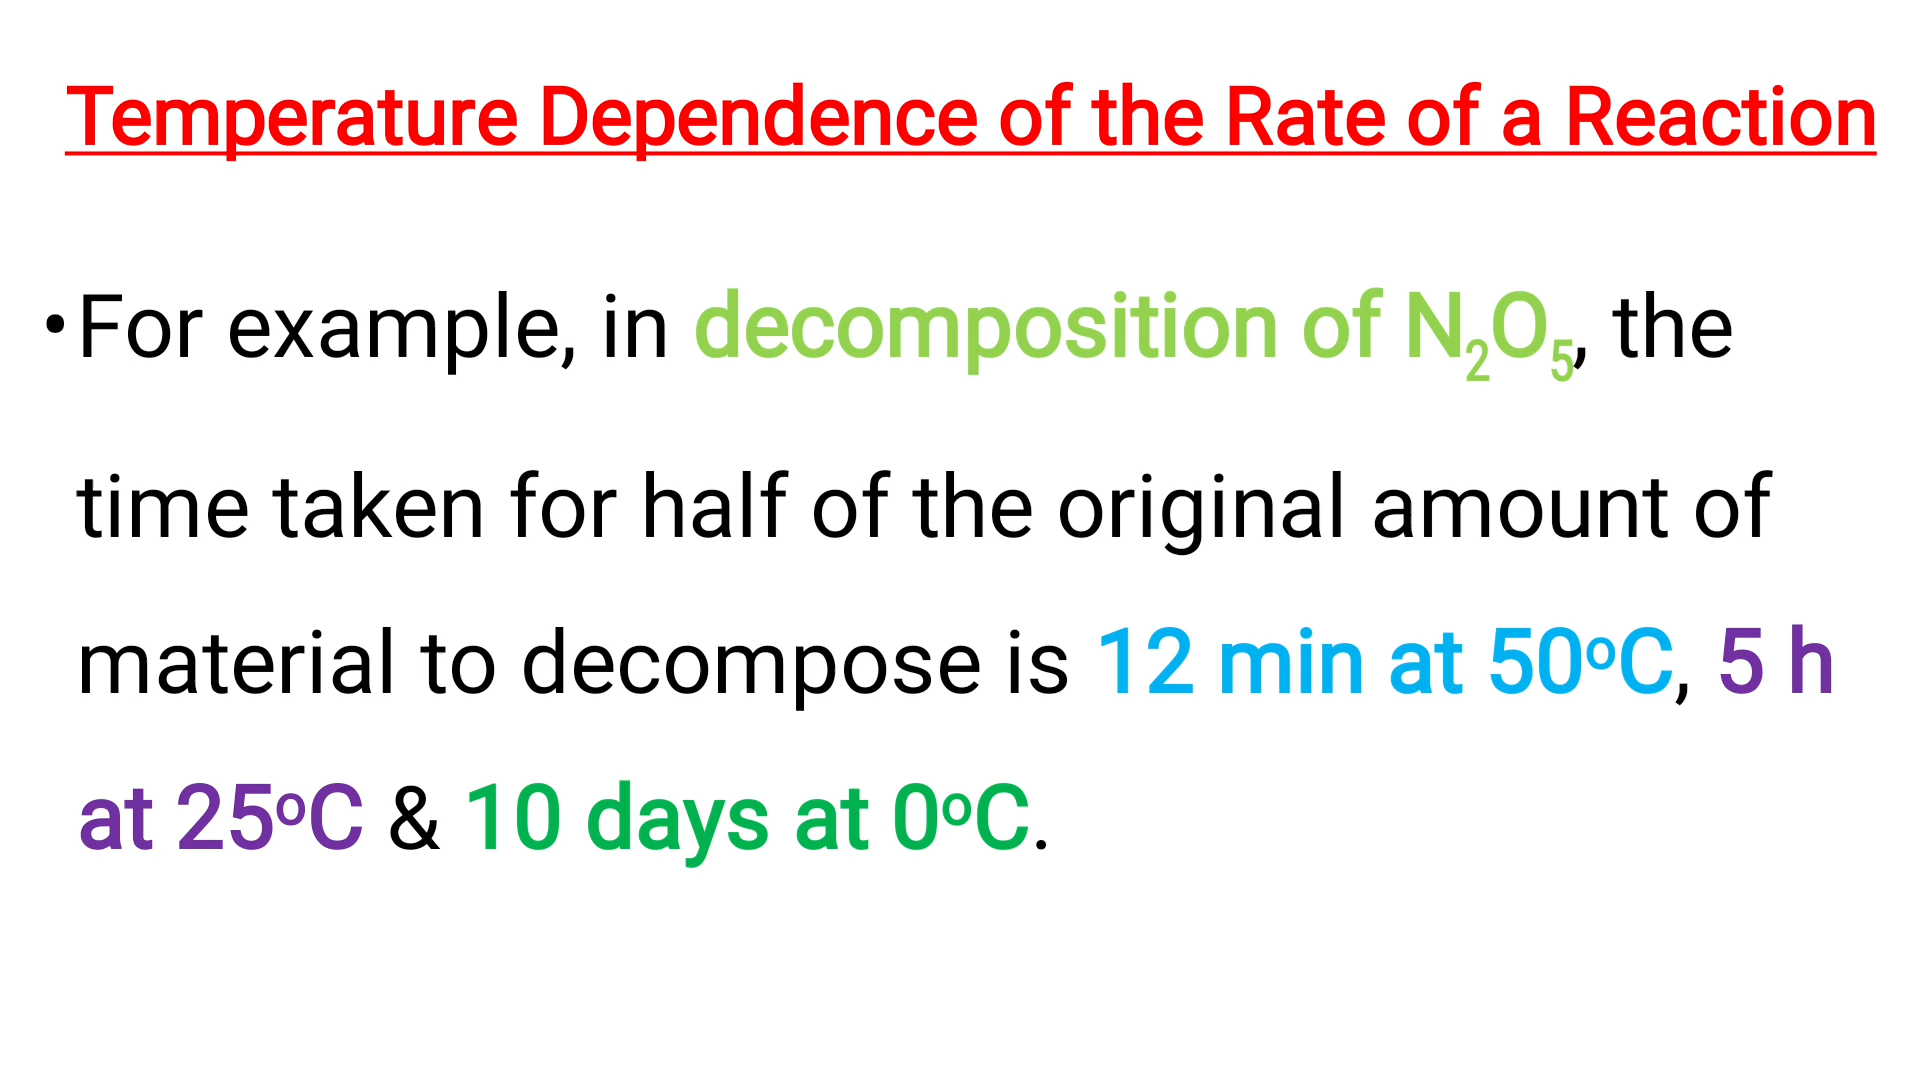 Temperature Dependence of the Rate of a Reaction
•For example, in decomposition of N₂O₅, the
time taken for half of the original amount of
material to decompose is 12 min at 50ºC, 5 h
at 25ºC & 10 days at 0ºC.